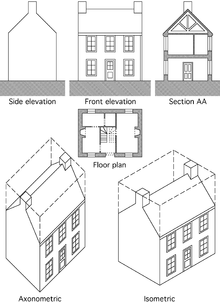 Side elevation Front elevation Section AA
Floor plan
Axonometric Isometric